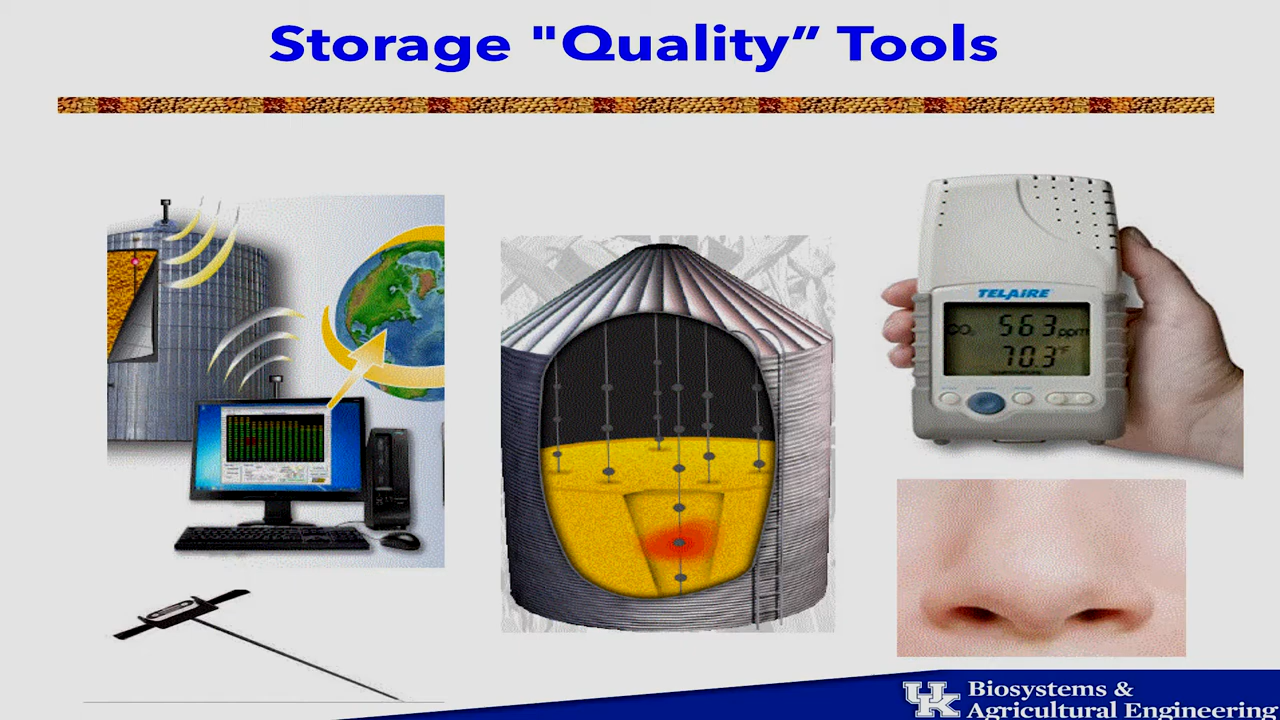 Storage "Quality” Tools
TELAIRE
CO₂ 563 ppm
70.3 °F
UK Biosystems &
Agricultural Engineering